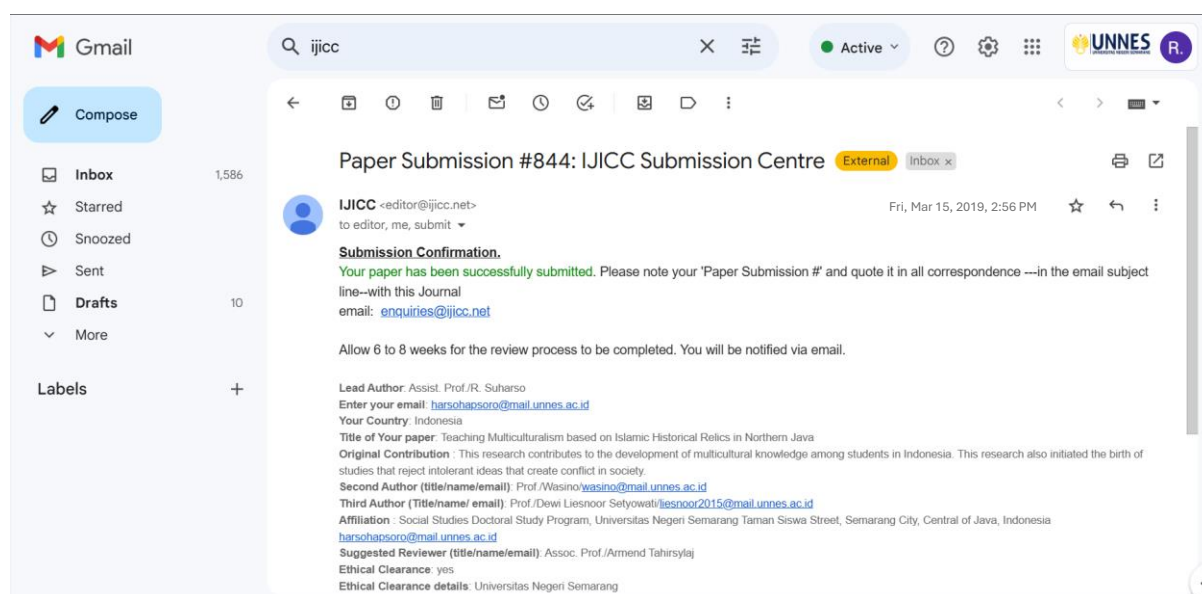 Gmail
ijicc
Active
UNNES
UNIVERSITAS NEGERI SEMARANG
R.
Compose
Inbox 1,586
Starred
Snoozed
Sent
Drafts 10
More
Labels
Paper Submission #844: IJICC Submission Centre External Inbox x
IJICC <editor@ijicc.net> Fri, Mar 15, 2019, 2:56 PM
to editor, me, submit
Submission Confirmation.
Your paper has been successfully submitted. Please note your 'Paper Submission #' and quote it in all correspondence ---in the email subject
line--with this Journal
email: enquiries@ijicc.net
Allow 6 to 8 weeks for the review process to be completed. You will be notified via email.
Lead Author: Assist. Prof./R. Suharso
Enter your email: harsohapsoro@mail.unnes.ac.id
Your Country: Indonesia
Title of Your paper: Teaching Multiculturalism based on Islamic Historical Relics in Northern Java
Original Contribution : This research contributes to the development of multicultural knowledge among students in Indonesia. This research also initiated the birth of
studies that reject intolerant ideas that create conflict in society.
Second Author (title/name/email): Prof./Wasino/wasino@mail.unnes.ac.id
Third Author (Title/name/ email): Prof./Dewi Liesnoor Setyowati/liesnoor2015@mail.unnes.ac.id
Affiliation : Social Studies Doctoral Study Program, Universitas Negeri Semarang Taman Siswa Street, Semarang City, Central of Java, Indonesia
harsohapsoro@mail.unnes.ac.id
Suggested Reviewer (title/name/email): Assoc. Prof./Armend Tahirsylaj
Ethical Clearance: yes
Ethical Clearance details: Universitas Negeri Semarang